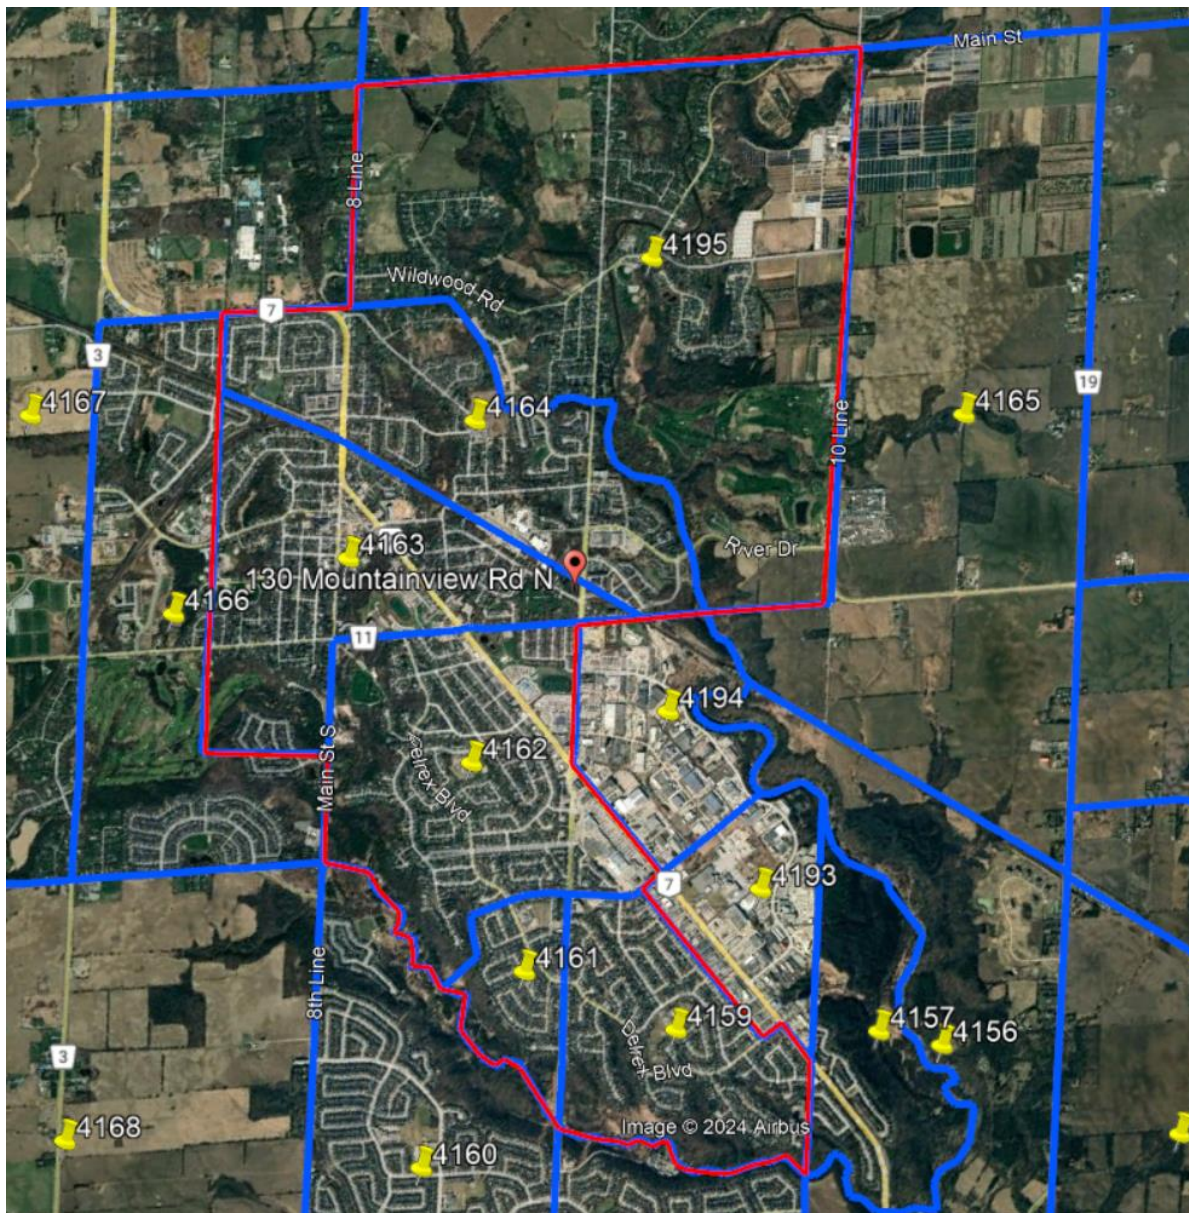 Main St
8 Line
4195
Wildwood Rd
7
3
4167
4164
4165
19
10 Line
4163
River Dr
130 Mountainview Rd N
4166
11
4194
Main St S
4162
Delrex Blvd
7
4193
4161
8th Line
4159
4157
4156
Delrex Blvd
3
4168
Image © 2024 Airbus
4160